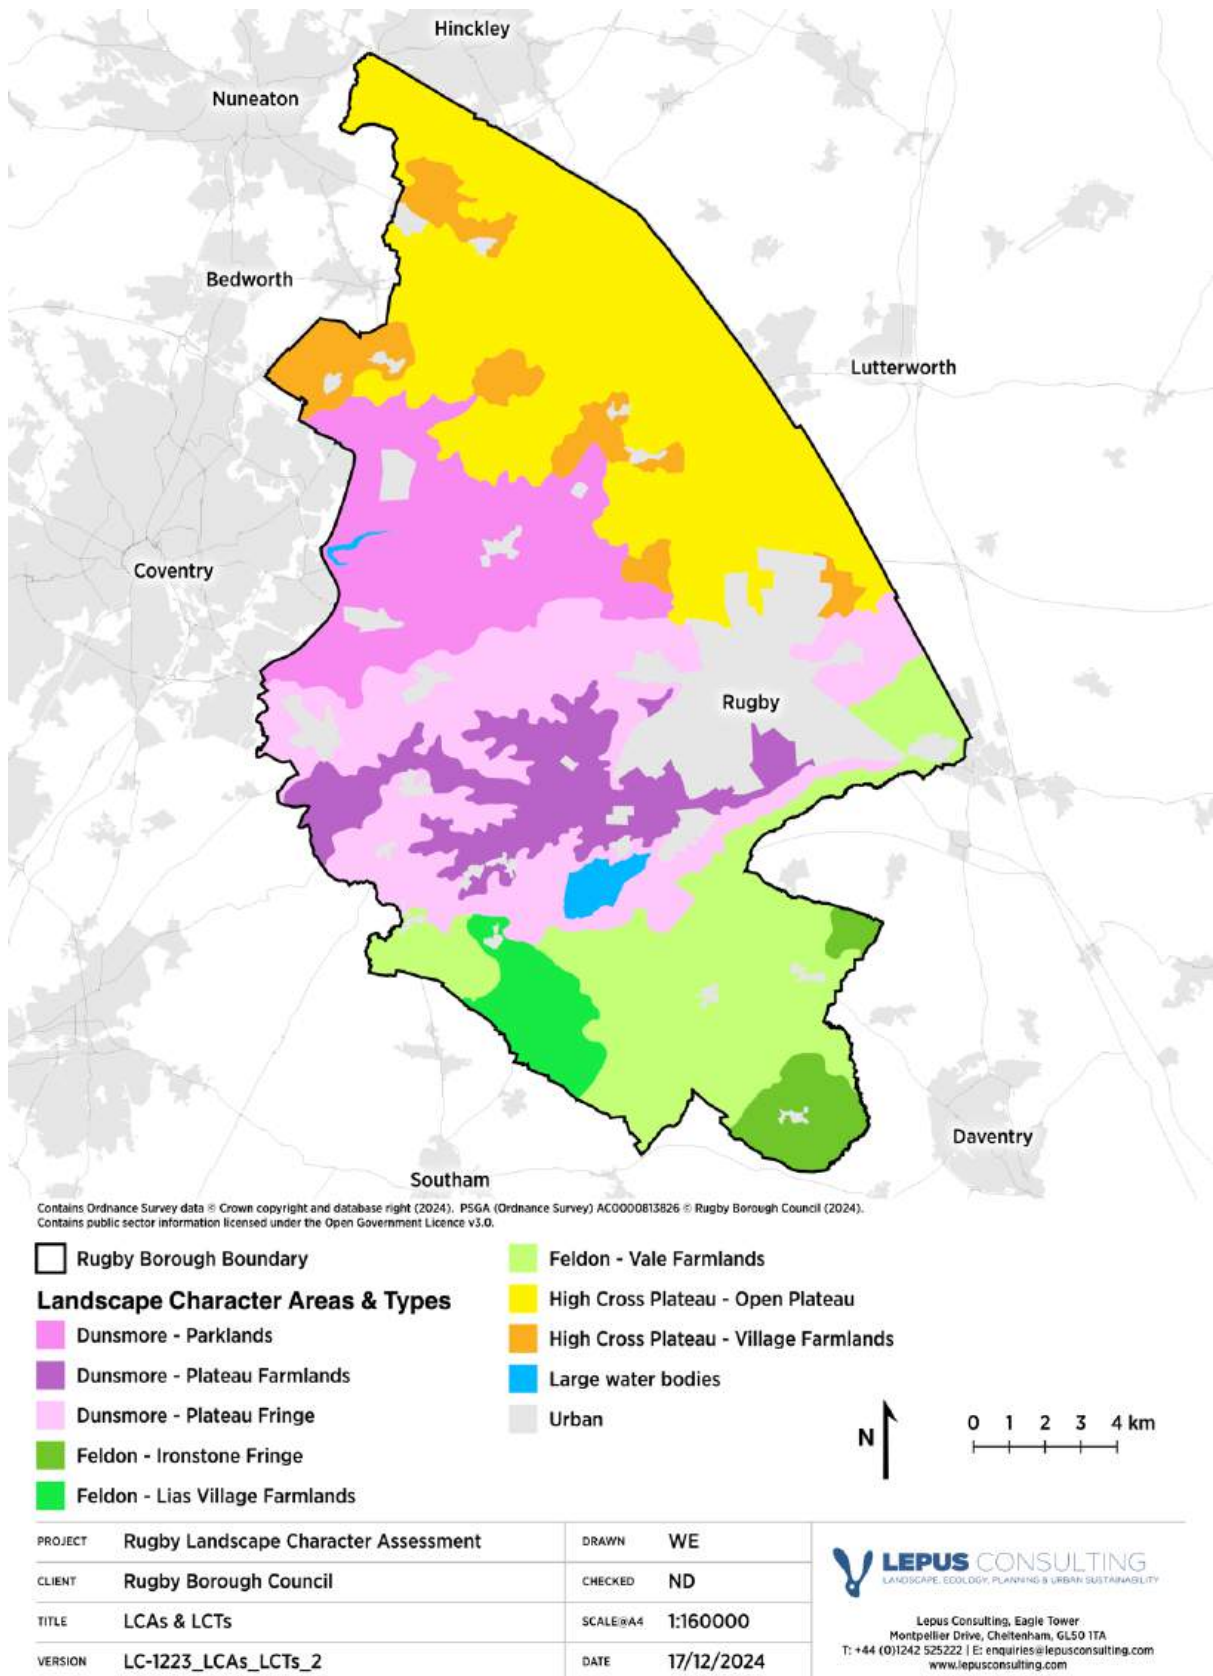 Hinckley
Nuneaton
Bedworth
Lutterworth
Coventry
Rugby
Daventry
Southam
Contains Ordnance Survey data © Crown copyright and database right (2024). PSGA (Ordnance Survey) AC0000813826 © Rugby Borough Council (2024).
Contains public sector information licensed under the Open Government Licence v3.0.
Rugby Borough Boundary
Landscape Character Areas & Types
Dunsmore - Parklands
Dunsmore - Plateau Farmlands
Dunsmore - Plateau Fringe
Feldon - Ironstone Fringe
Feldon - Lias Village Farmlands
Feldon - Vale Farmlands
High Cross Plateau - Open Plateau
High Cross Plateau - Village Farmlands
Large water bodies
Urban
N
0 1 2 3 4 km
PROJECT Rugby Landscape Character Assessment
CLIENT Rugby Borough Council
TITLE LCAs & LCTs
VERSION LC-1223_LCAs_LCTs_2
DRAWN WE
CHECKED ND
SCALE@A4 1:160000
DATE 17/12/2024
LEPUS CONSULTING
LANDSCAPE, ECOLOGY, PLANNING & URBAN SUSTAINABILITY
Lepus Consulting, Eagle Tower
Montpellier Drive, Cheltenham, GL50 1TA
T: +44 (0)1242 525222 | E: enquiries@lepusconsulting.com
www.lepusconsulting.com